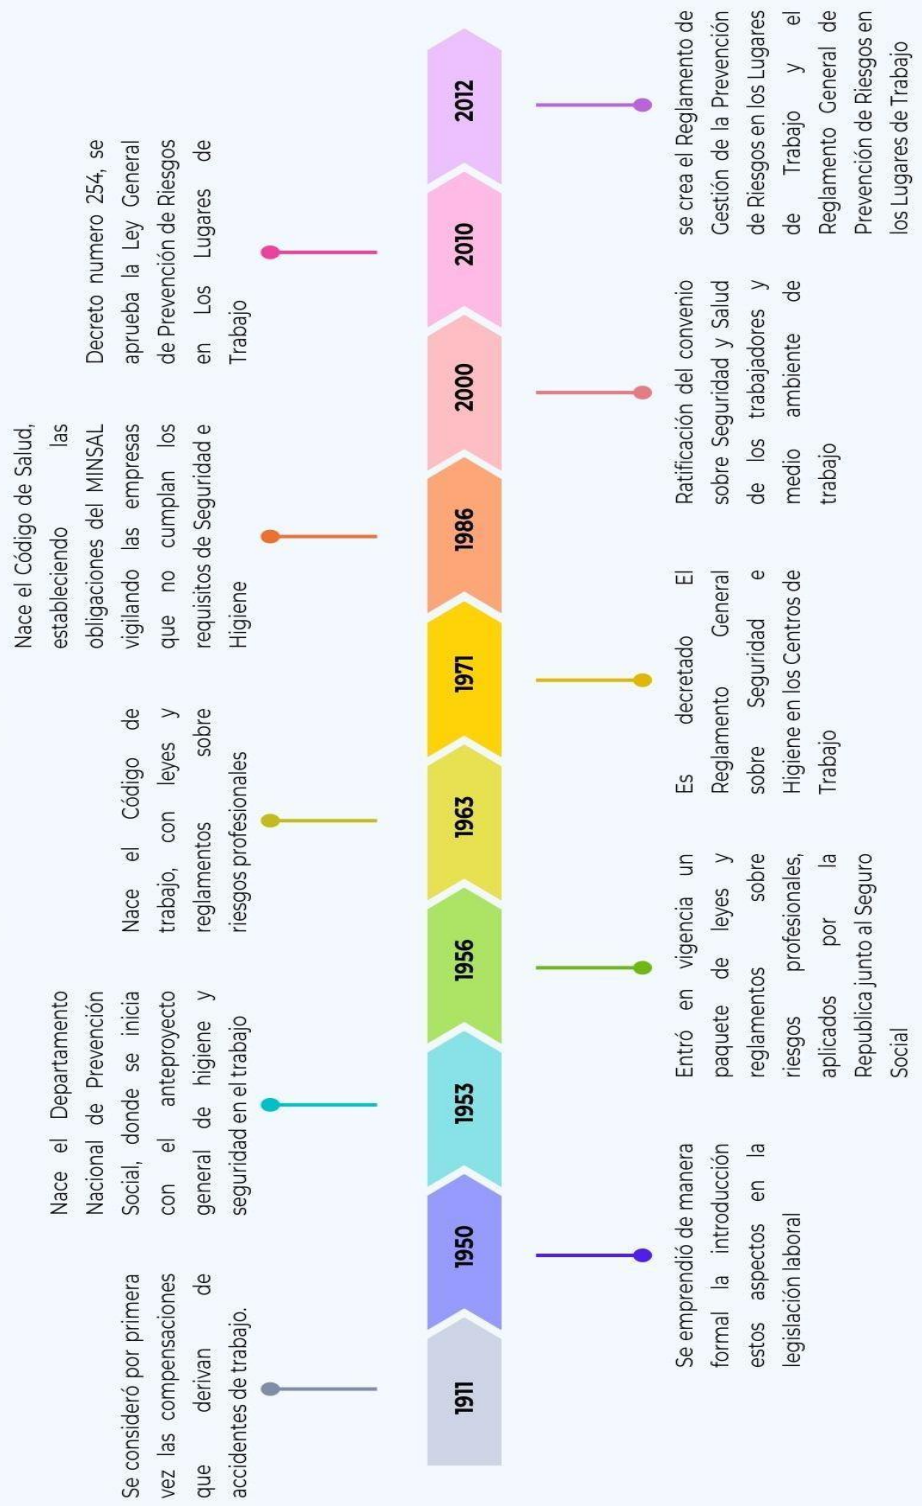 Se consideró por primera
vez las compensaciones
que derivan de
accidentes de trabajo.
1911
1950
Se emprendió de manera
formal la introducción
estos aspectos en la
legislación laboral
Nace el Departamento
Nacional de Prevención
Social, donde se inicia
con el anteproyecto
general de higiene y
seguridad en el trabajo
1953
1956
Entró en vigencia un
paquete de leyes y
reglamentos sobre
riesgos profesionales,
aplicados por la
Republica junto al Seguro
Social
Nace el Código de
trabajo, con leyes y
reglamentos sobre
riesgos profesionales
1963
1971
Es decretado El
Reglamento General
sobre Seguridad e
Higiene en los Centros de
Trabajo
Nace el Código de Salud,
estableciendo las
obligaciones del MINSAL
vigilando las empresas
que no cumplan los
requisitos de Seguridad e
Higiene
1986
2000
Ratificación del convenio
sobre Seguridad y Salud
de los trabajadores y
medio ambiente de
trabajo
Decreto numero 254, se
aprueba la Ley General
de Prevención de Riesgos
en Los Lugares de
Trabajo
2010
2012
se crea el Reglamento de
Gestión de la Prevención
de Riesgos en los Lugares
de Trabajo y el
Reglamento General de
Prevención de Riesgos en
los Lugares de Trabajo